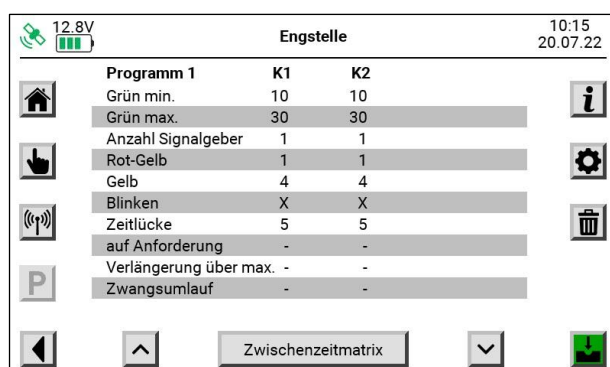 12.8V
Engstelle
10:15
20.07.22
Programm 1 K1 K2
Grün min. 10 10
Grün max. 30 30
Anzahl Signalgeber 1 1
Rot-Gelb 1 1
Gelb 4 4
Blinken X X
Zeitlücke 5 5
auf Anforderung - -
Verlängerung über max. - -
Zwangsumlauf - -
i
P
Zwischenzeitmatrix